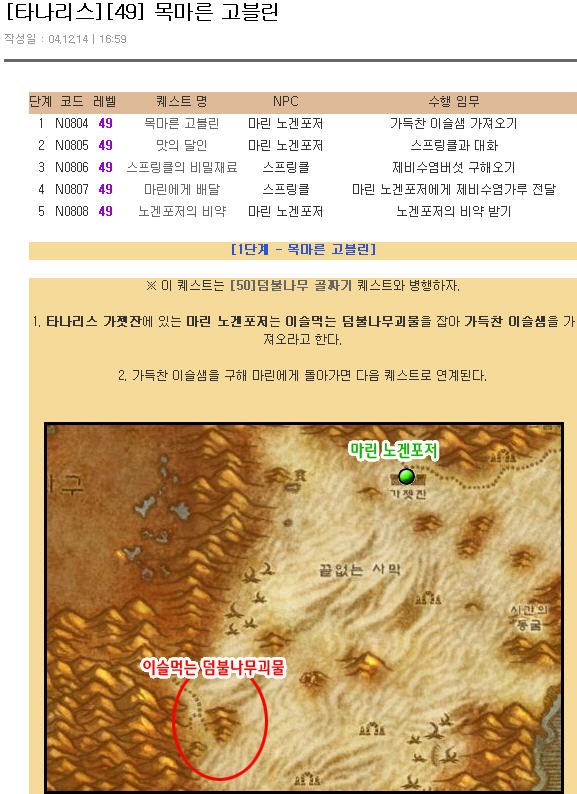 [타나리스][49] 목마른 고블린
작성일 : 04.12.14 | 16:59
단계 코드 레벨 퀘스트 명 NPC 수행 임무
1 N0804 49 목마른 고블린 마린 노겐포저 가득찬 이슬샘 가져오기
2 N0805 49 맛의 달인 마린 노겐포저 스프링클과 대화
3 N0806 49 스프링클의 비밀재료 스프링클 제비수염버섯 구해오기
4 N0807 49 마린에게 배달 스프링클 마린 노겐포저에게 제비수염가루 전달
5 N0808 49 노겐포저의 비약 마린 노겐포저 노겐포저의 비약 받기
[1단계 - 목마른 고블린]
※ 이 퀘스트는 [50]덤불나무 골짜기 퀘스트와 병행하자.
1. 타나리스 가젯잔에 있는 마린 노겐포저는 이슬먹는 덤불나무괴물을 잡아 가득찬 이슬샘을 가
져오라고 한다.
2. 가득찬 이슬샘을 구해 마린에게 돌아가면 다음 퀘스트로 연계된다.
마린 노겐포저
구
가젯잔
끝없는 사막
시간의
동굴
이슬먹는 덤불나무괴물